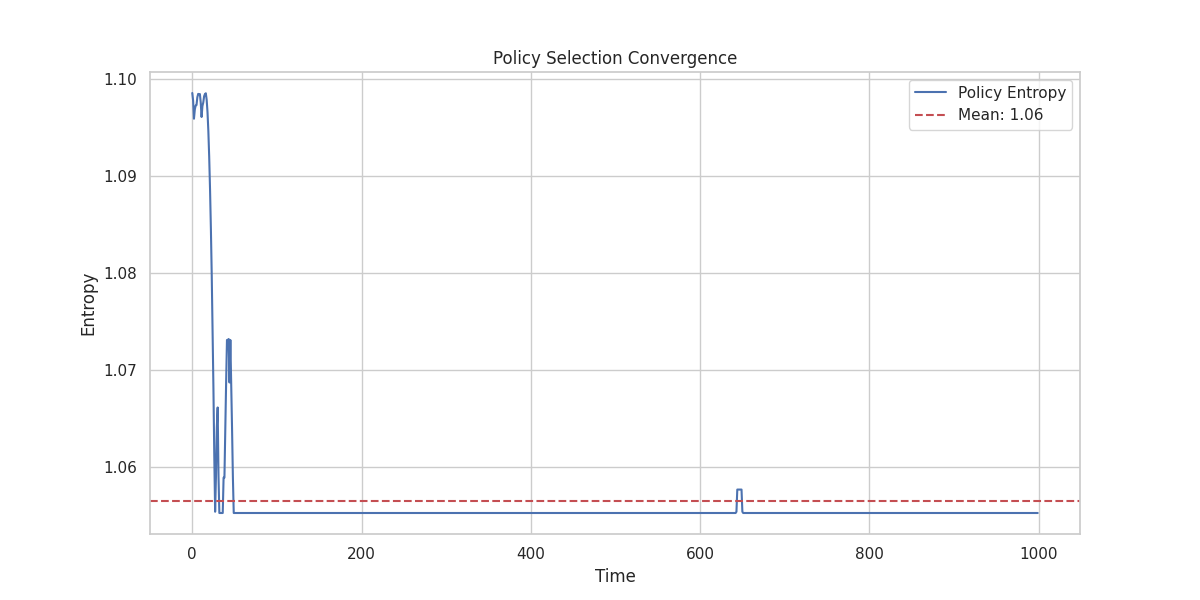 Policy Selection Convergence
Policy Entropy
Mean: 1.06
Entropy
1.10
1.09
1.08
1.07
1.06
0 200 400 600 800 1000
Time